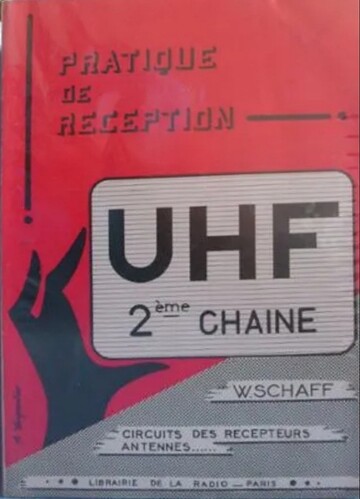 PRATIQUE
DE
RECEPTION
UHF
2ème CHAINE
W.SCHAFF
CIRCUITS DES RECEPTEURS
ANTENNES......
LIBRAIRIE DE LA RADIO _ PARIS